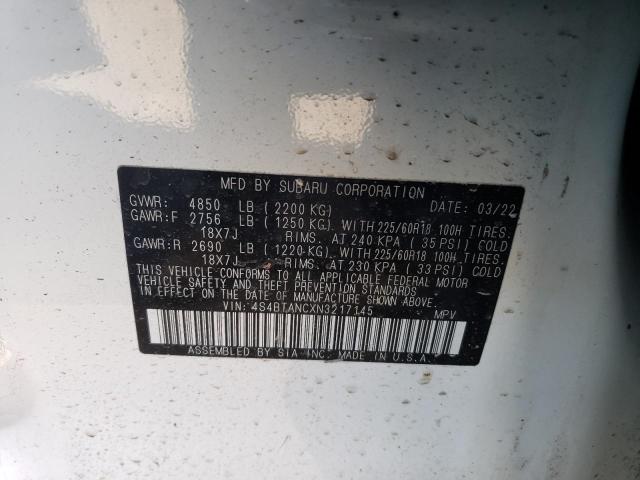 MFD BY SUBARU CORPORATION 03/22
GVWR: 4850 LB ( 2200 KG)
GAWR:F 2756 LB ( 1250 KG). WITH 225/60R18 100H TIRES.
18X7J RIMS. AT 240 KPA ( 35 PSI) COLD
GAWR:R 2690 LB ( 1220 KG). WITH 225/60R18 100H TIRES.
18X7J RIMS. AT 230 KPA ( 33 PSI) COLD
THIS VEHICLE CONFORMS TO ALL APPLICABLE FEDERAL MOTOR
VEHICLE SAFETY, BUMPER, AND THEFT PREVENTION STANDARDS
IN EFFECT ON THE DATE OF MANUFACTURE SHOWN ABOVE.
VIN: 4S4BTANCXN3217145 MPV
ASSEMBLED BY SIA INC. MADE IN U.S.A.